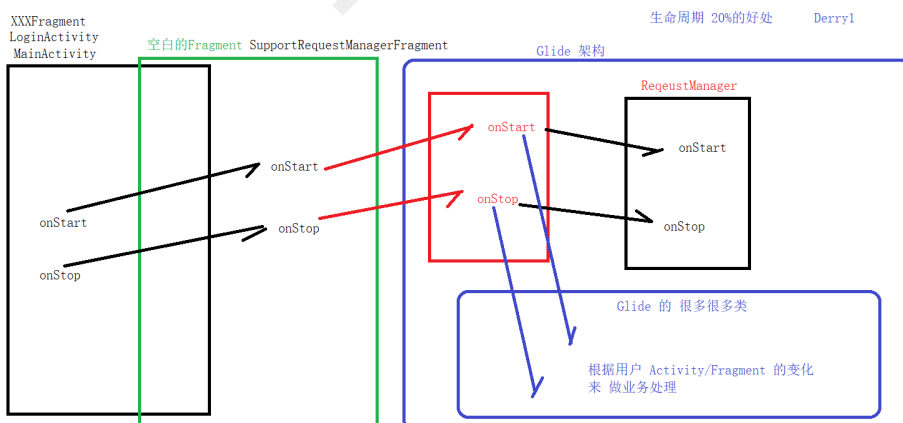 XXXFragment
LoginActivity
MainActivity
空白的Fragment SupportRequestManagerFragment
生命周期 20%的好处 Derry1
Glide 架构
ReqeustManager
onStart
onStop
onStart
onStop
onStart
onStop
onStart
onStop
Glide 的 很多很多类
根据用户 Activity/Fragment 的变化
来 做业务处理